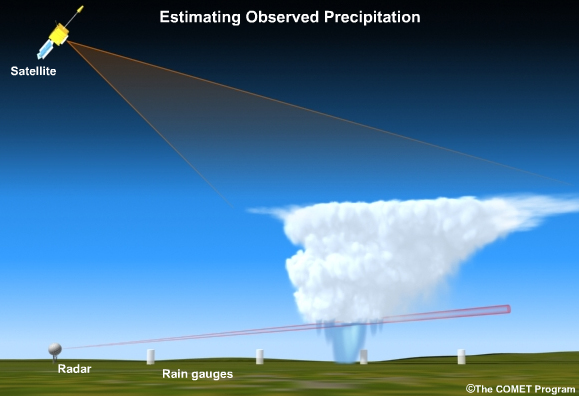 Estimating Observed Precipitation
Satellite
Radar
Rain gauges
©The COMET Program